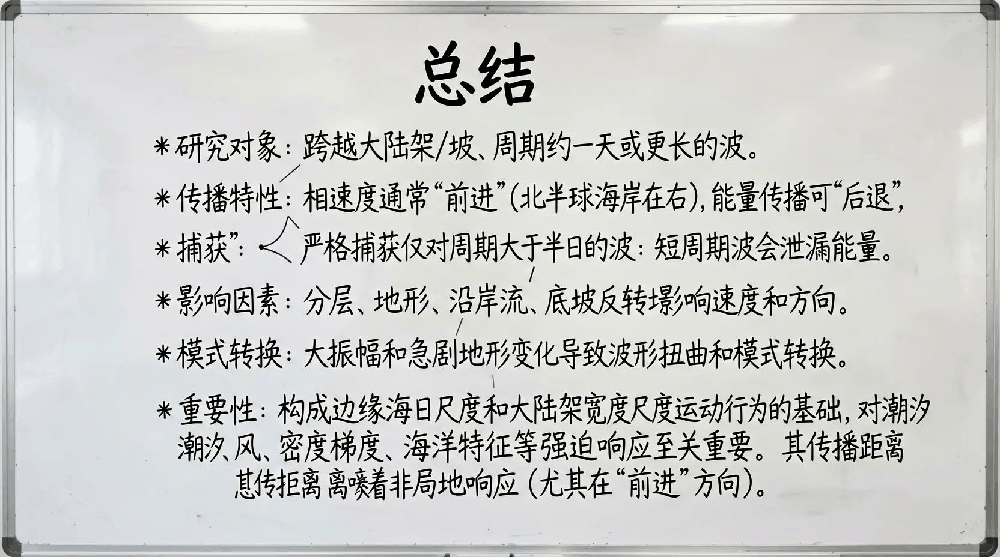 总结
* 研究对象：跨越大陆架/坡、周期约一天或更长的波。
* 传播特性：相速度通常“前进”(北半球海岸在右)，能量传播可“后退”，
* 捕获”： 严格捕获仅对周期大于半日的波：短周期波会泄漏能量。
* 影响因素：分层、地形、沿岸流、底坡反转影响速度和方向。
* 模式转换：大振幅和急剧地形变化导致波形扭曲和模式转换。
* 重要性：构成边缘海日尺度和大陆架宽度尺度运动行为的基础，对潮汐
潮汐、风、密度梯度、海洋特征等强迫响应至关重要。其传播距离
传距离 离着非局地响应 (尤其在“前进”方向)。